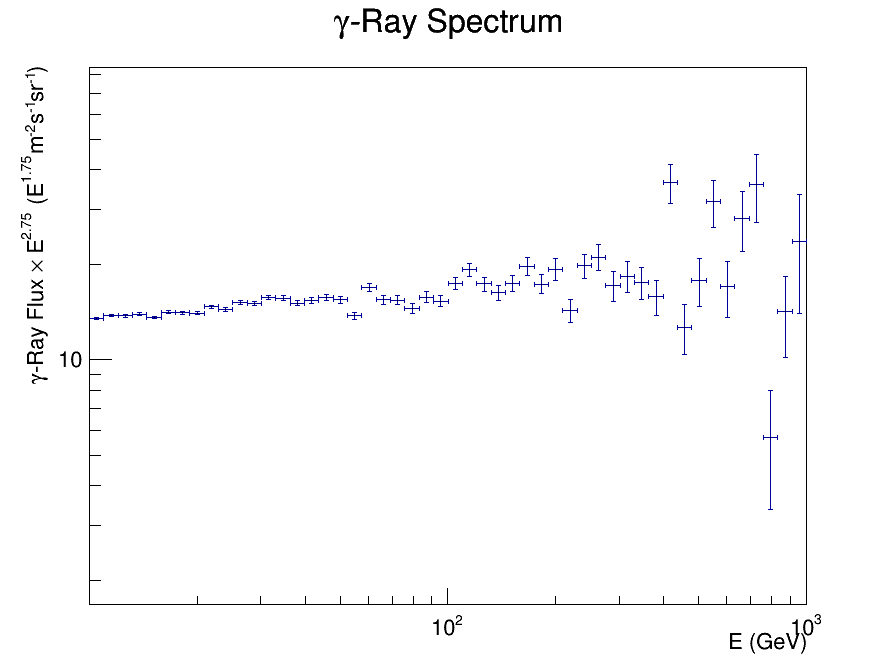 γ-Ray Spectrum
γ-Ray Flux × E^2.75 (E^1.75 m^-2 s^-1 sr^-1)
10
10^2
10^3
E (GeV)